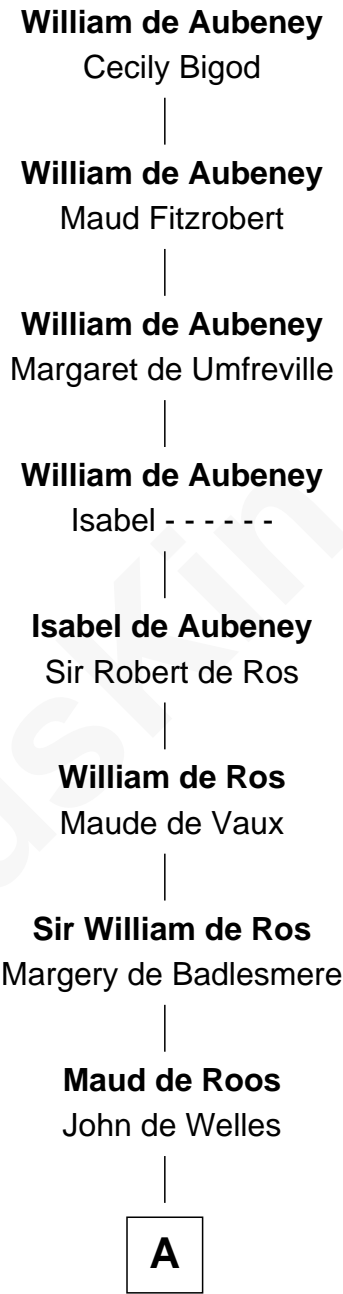 William de Aubeney
Cecily Bigod
William de Aubeney
Maud Fitzrobert
William de Aubeney
Margaret de Umfreville
William de Aubeney
Isabel - - - - - -
Isabel de Aubeney
Sir Robert de Ros
William de Ros
Maude de Vaux
Sir William de Ros
Margery de Badlesmere
Maud de Roos
John de Welles
A